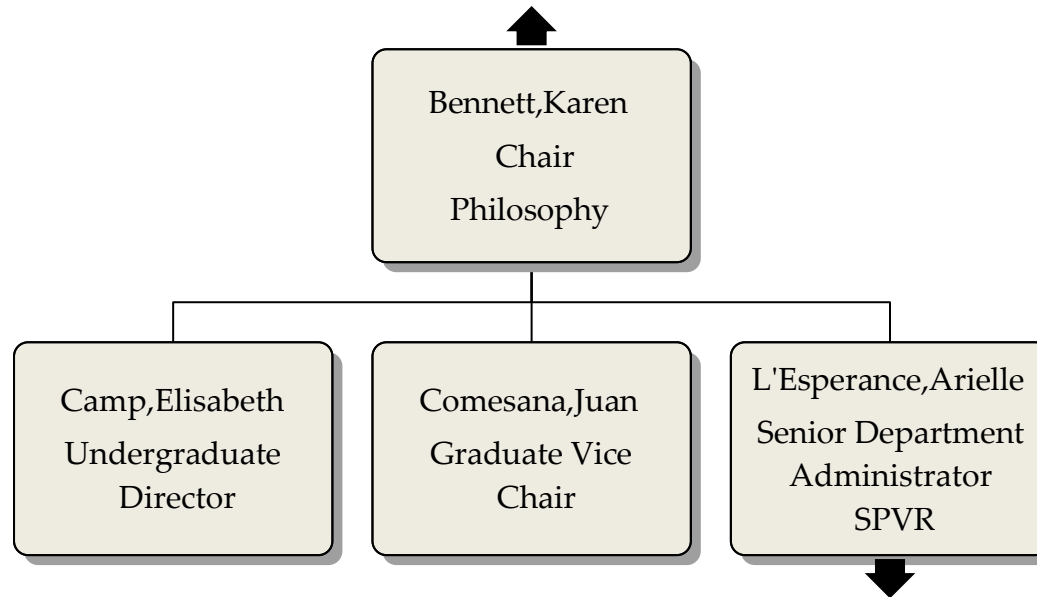 Bennett,Karen
Chair
Philosophy
Camp,Elisabeth
Undergraduate
Director
Comesana,Juan
Graduate Vice
Chair
L'Esperance,Arielle
Senior Department
Administrator
SPVR